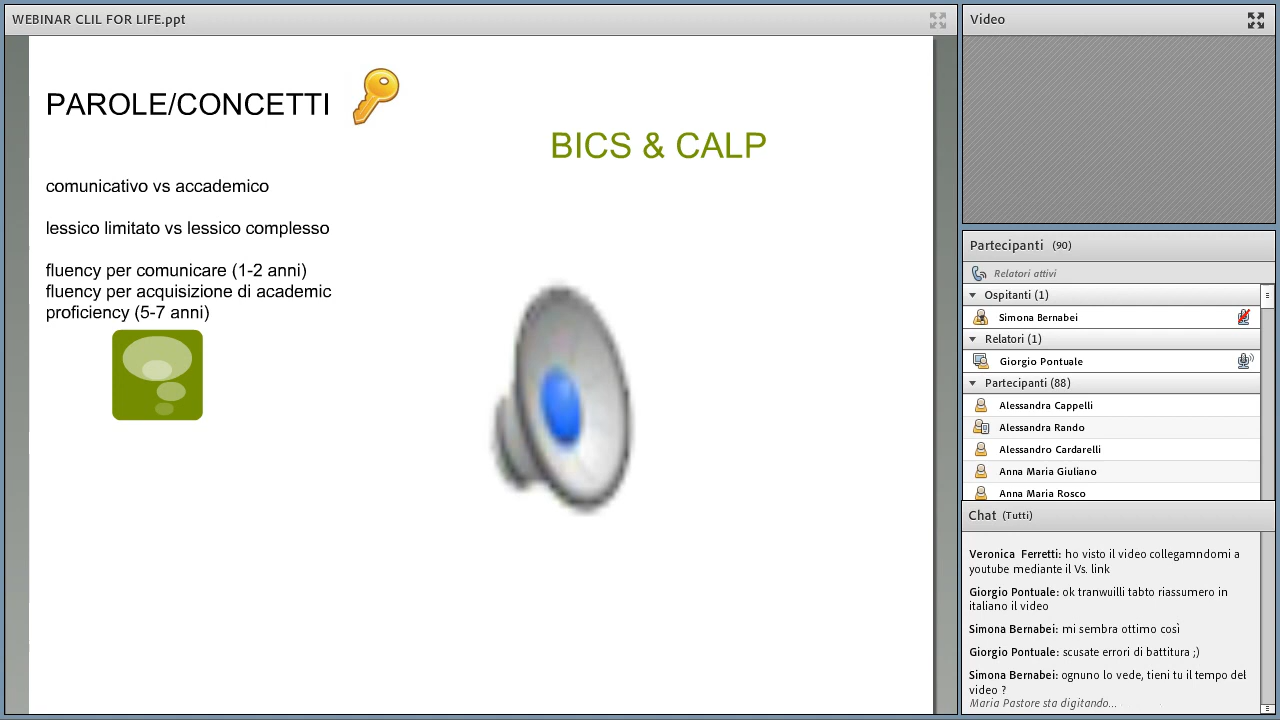 WEBINAR CLIL FOR LIFE.ppt
PAROLE/CONCETTI
BICS & CALP
comunicativo vs accademico
lessico limitato vs lessico complesso
fluency per comunicare (1-2 anni)
fluency per acquisizione di academic
proficiency (5-7 anni)
Video
Partecipanti (90)
Relatori attivi
Ospitanti (1)
Simona Bernabei
Relatori (1)
Giorgio Pontuale
Partecipanti (88)
Alessandra Cappelli
Alessandra Rando
Alessandro Cardarelli
Anna Maria Giuliano
Anna Maria Rosco
Chat (Tutti)
Veronica Ferretti: ho visto il video collegamndomi a
youtube mediante il Vs. link
Giorgio Pontuale: ok tranwuilli tabto riassumero in
italiano il video
Simona Bernabei: mi sembra ottimo così
Giorgio Pontuale: scusate errori di battitura ;)
Simona Bernabei: ognuno lo vede, tieni tu il tempo del
video ?
Maria Pastore sta digitando...